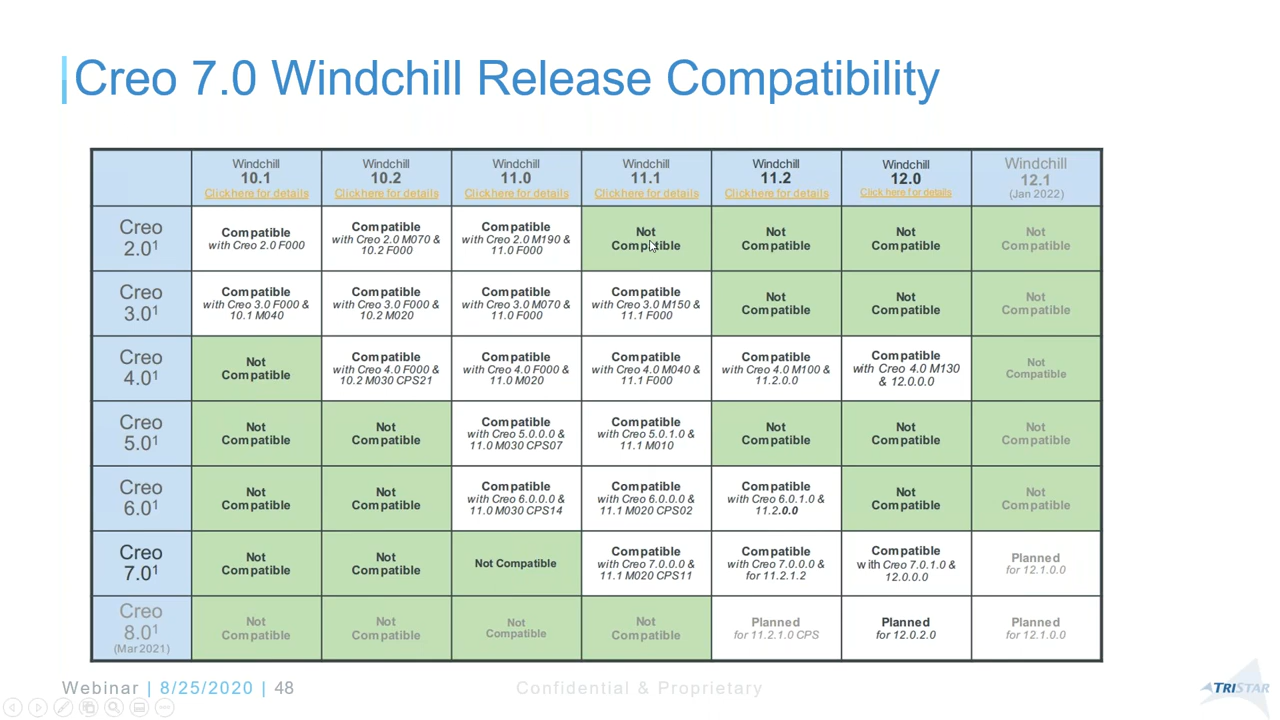 Creo 7.0 Windchill Release Compatibility
Windchill
10.1
Clickhere for details
Windchill
10.2
Clickhere for details
Windchill
11.0
Clickhere for details
Windchill
11.1
Clickhere for details
Windchill
11.2
Clickhere for details
Windchill
12.0
Click here for details
Windchill
12.1
(Jan 2022)
Creo
2.0¹
Compatible
with Creo 2.0 F000
Compatible
with Creo 2.0 M070 &
10.2 F000
Compatible
with Creo 2.0 M190 &
11.0 F000
Not
Compatible
Not
Compatible
Not
Compatible
Not
Compatible
Creo
3.0¹
Compatible
with Creo 3.0 F000 &
10.1 M040
Compatible
with Creo 3.0 F000 &
10.2 M020
Compatible
with Creo 3.0 M070 &
11.0 F000
Compatible
with Creo 3.0 M150 &
11.1 F000
Not
Compatible
Not
Compatible
Not
Compatible
Creo
4.0¹
Not
Compatible
Compatible
with Creo 4.0 F000 &
10.2 M030 CPS21
Compatible
with Creo 4.0 F000 &
11.0 M020
Compatible
with Creo 4.0 M040 &
11.1 F000
Compatible
with Creo 4.0 M100 &
11.2.0.0
Compatible
with Creo 4.0 M130
& 12.0.0.0
Not
Compatible
Creo
5.0¹
Not
Compatible
Not
Compatible
Compatible
with Creo 5.0.0.0 &
11.0 M030 CPS07
Compatible
with Creo 5.0.1.0 &
11.1 M010
Not
Compatible
Not
Compatible
Not
Compatible
Creo
6.0¹
Not
Compatible
Not
Compatible
Compatible
with Creo 6.0.0.0 &
11.0 M030 CPS14
Compatible
with Creo 6.0.0.0 &
11.1 M020 CPS02
Compatible
with Creo 6.0.1.0 &
11.2.0.0
Not
Compatible
Not
Compatible
Creo
7.0¹
Not
Compatible
Not
Compatible
Not Compatible
Compatible
with Creo 7.0.0.0 &
11.1 M020 CPS11
Compatible
with Creo 7.0.0.0 &
for 11.2.1.2
Compatible
with Creo 7.0.1.0 &
12.0.0.0
Planned
for 12.1.0.0
Creo
8.0¹
(Mar 2021)
Not
Compatible
Not
Compatible
Not
Compatible
Not
Compatible
Planned
for 11.2.1.0 CPS
Planned
for 12.0.2.0
Planned
for 12.1.0.0
Webinar | 8/25/2020 | 48
Confidential & Proprietary
TRISTAR